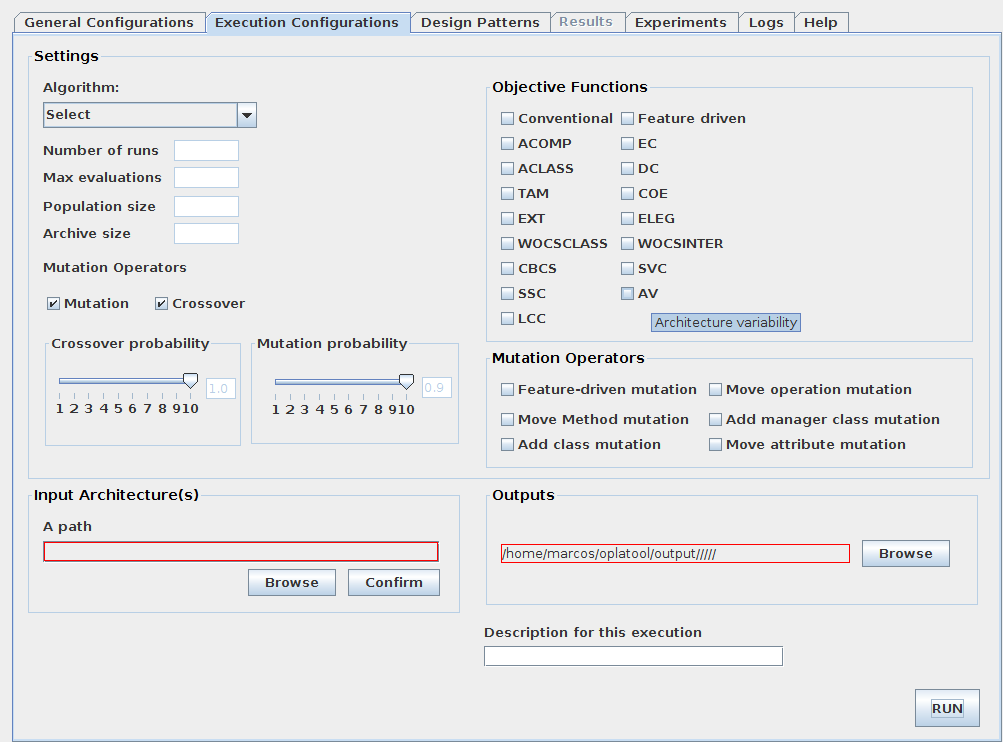 General Configurations Execution Configurations Design Patterns Results Experiments Logs Help
Settings
Algorithm:
Select
Number of runs
Max evaluations
Population size
Archive size
Mutation Operators
Mutation Crossover
Crossover probability
1.0
1 2 3 4 5 6 7 8 9 10
Mutation probability
0.9
1 2 3 4 5 6 7 8 9 10
Objective Functions
Conventional Feature driven
ACOMP EC
ACLASS DC
TAM COE
EXT ELEG
WOCSCLASS WOCSINTER
CBCS SVC
SSC AV
LCC
Architecture variability
Mutation Operators
Feature-driven mutation Move operation mutation
Move Method mutation Add manager class mutation
Add class mutation Move attribute mutation
Input Architecture(s)
A path
Browse Confirm
Outputs
/home/marcos/oplatool/output/////
Browse
Description for this execution
RUN